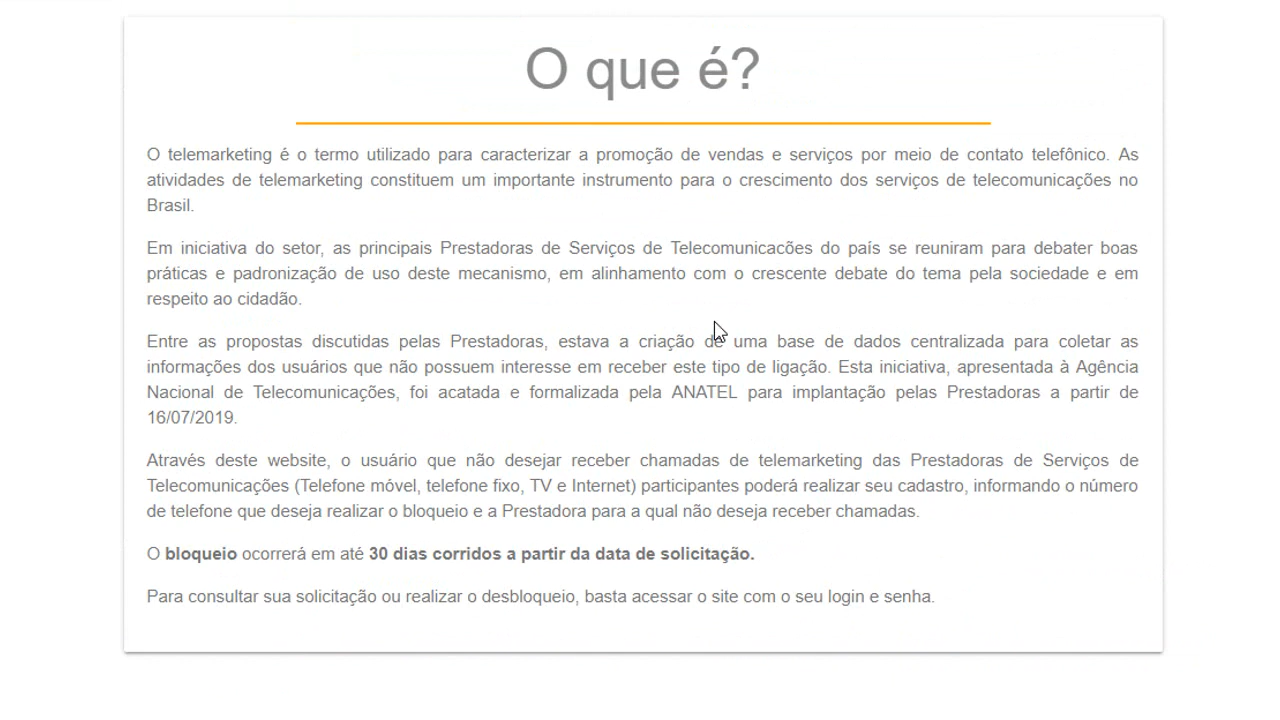 O que é?
O telemarketing é o termo utilizado para caracterizar a promoção de vendas e serviços por meio de contato telefônico. As
atividades de telemarketing constituem um importante instrumento para o crescimento dos serviços de telecomunicações no
Brasil.
Em iniciativa do setor, as principais Prestadoras de Serviços de Telecomunicacões do país se reuniram para debater boas
práticas e padronização de uso deste mecanismo, em alinhamento com o crescente debate do tema pela sociedade e em
respeito ao cidadão.
Entre as propostas discutidas pelas Prestadoras, estava a criação de uma base de dados centralizada para coletar as
informações dos usuários que não possuem interesse em receber este tipo de ligação. Esta iniciativa, apresentada à Agência
Nacional de Telecomunicações, foi acatada e formalizada pela ANATEL para implantação pelas Prestadoras a partir de
16/07/2019.
Através deste website, o usuário que não desejar receber chamadas de telemarketing das Prestadoras de Serviços de
Telecomunicações (Telefone móvel, telefone fixo, TV e Internet) participantes poderá realizar seu cadastro, informando o número
de telefone que deseja realizar o bloqueio e a Prestadora para a qual não deseja receber chamadas.
O bloqueio ocorrerá em até 30 dias corridos a partir da data de solicitação.
Para consultar sua solicitação ou realizar o desbloqueio, basta acessar o site com o seu login e senha.